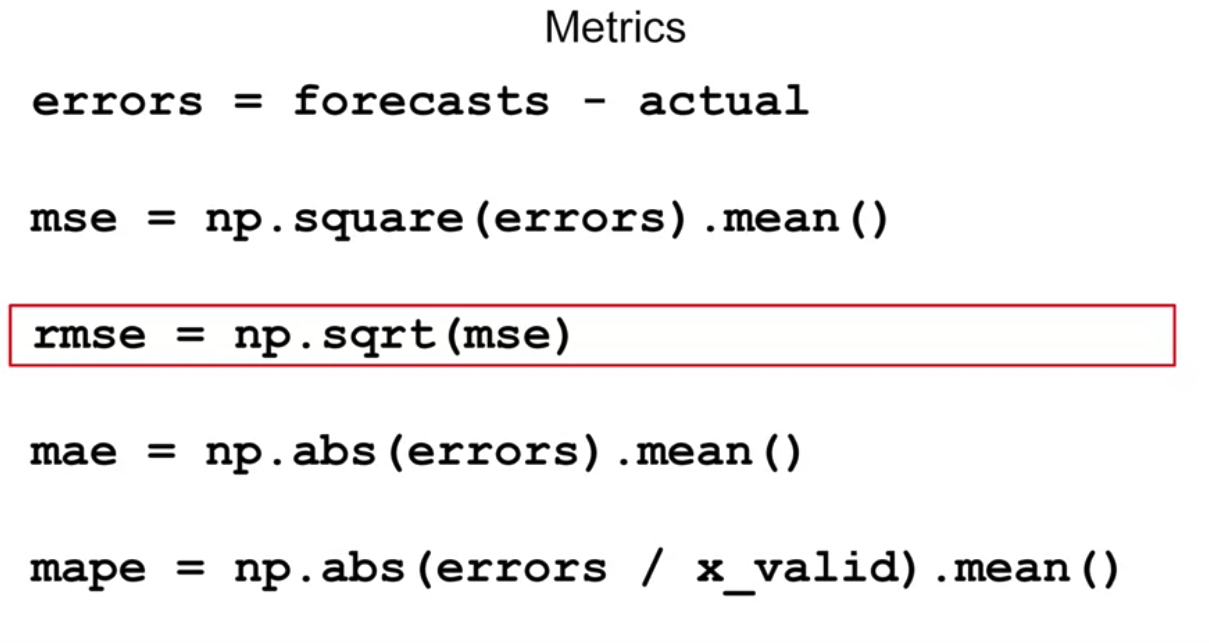 Metrics
errors = forecasts - actual
mse = np.square(errors).mean()
rmse = np.sqrt(mse)
mae = np.abs(errors).mean()
mape = np.abs(errors / x_valid).mean()